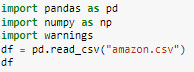 import pandas as pd
import numpy as np
import warnings
df = pd.read_csv("amazon.csv")
df